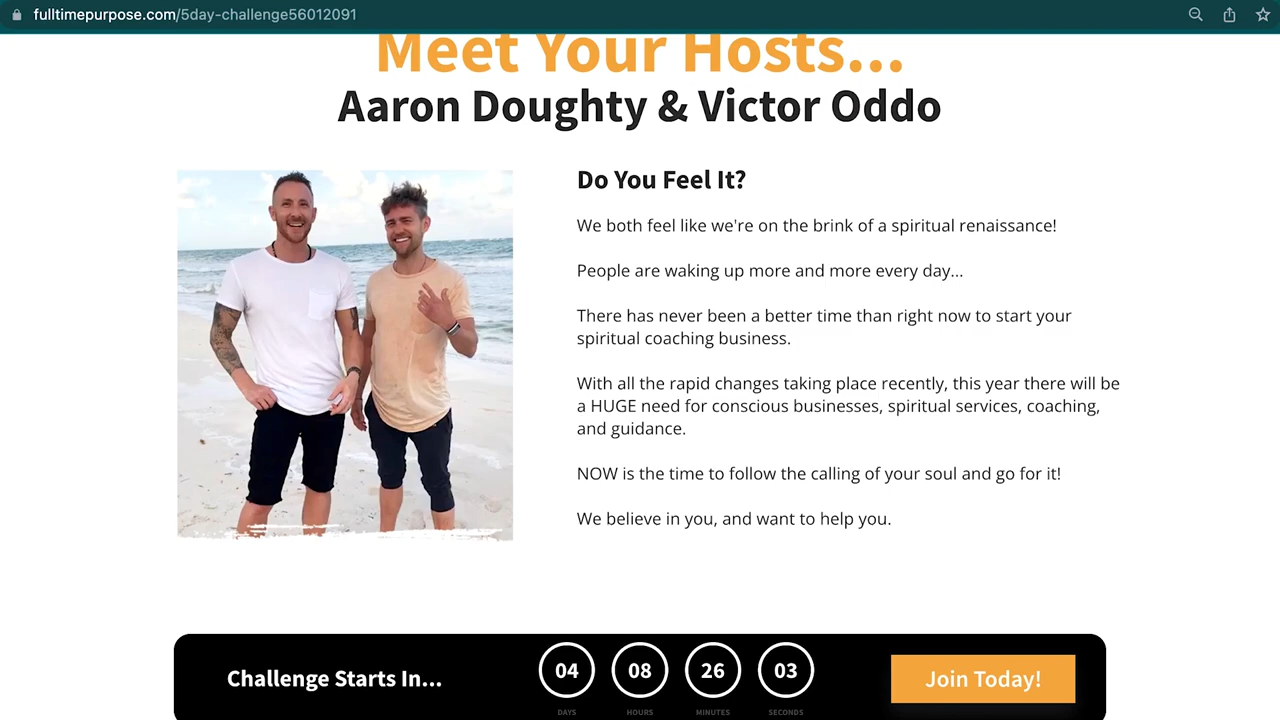 fulltimepurpose.com/5day-challenge56012091
Meet Your Hosts...
Aaron Doughty & Victor Oddo
Do You Feel It?
We both feel like we're on the brink of a spiritual renaissance!
People are waking up more and more every day...
There has never been a better time than right now to start your
spiritual coaching business.
With all the rapid changes taking place recently, this year there will be
a HUGE need for conscious businesses, spiritual services, coaching,
and guidance.
NOW is the time to follow the calling of your soul and go for it!
We believe in you, and want to help you.
Challenge Starts In...
04 08 26 03
DAYS HOURS MINUTES SECONDS
Join Today!